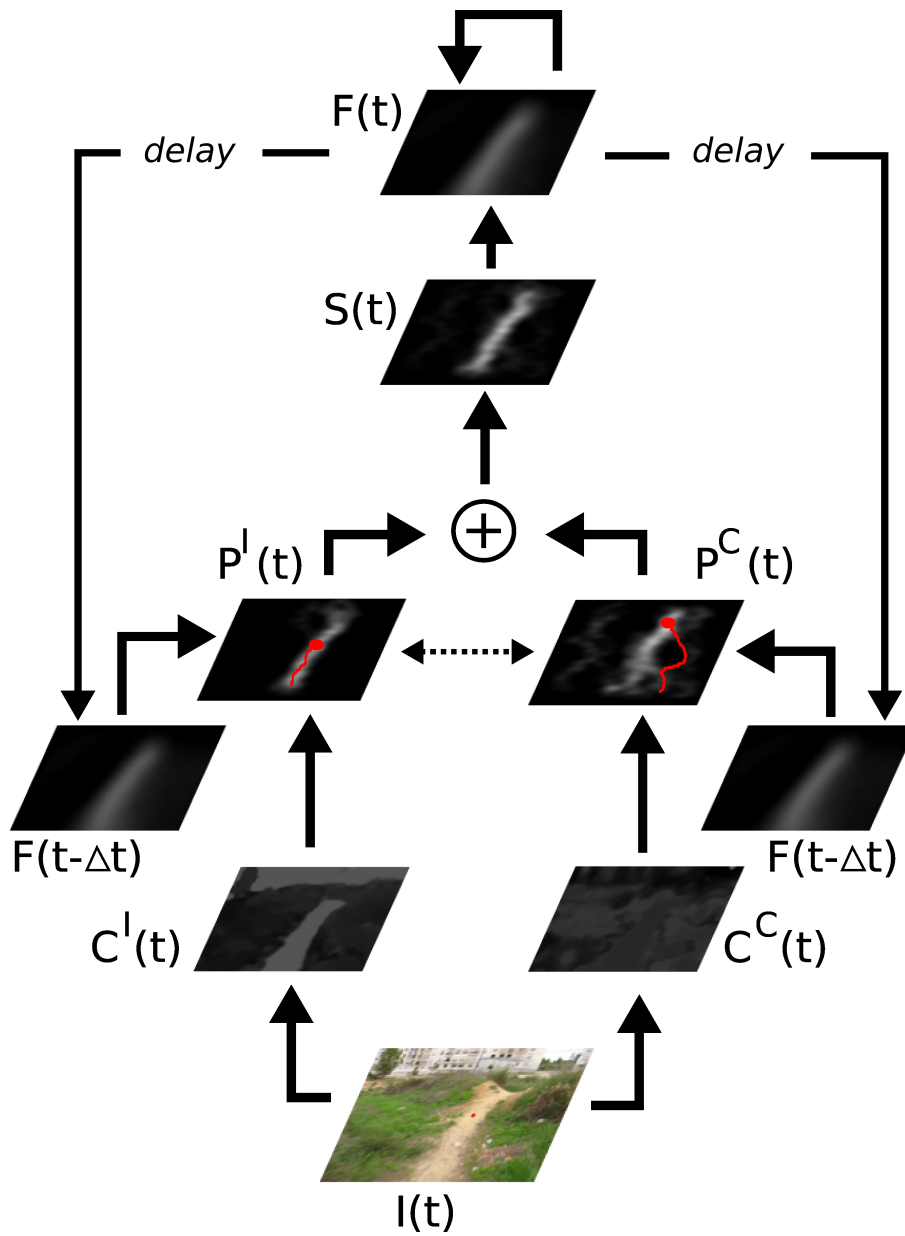 F(t)
delay
delay
S(t)
P^I(t)
P^C(t)
F(t-Δt)
F(t-Δt)
C^I(t)
C^C(t)
I(t)